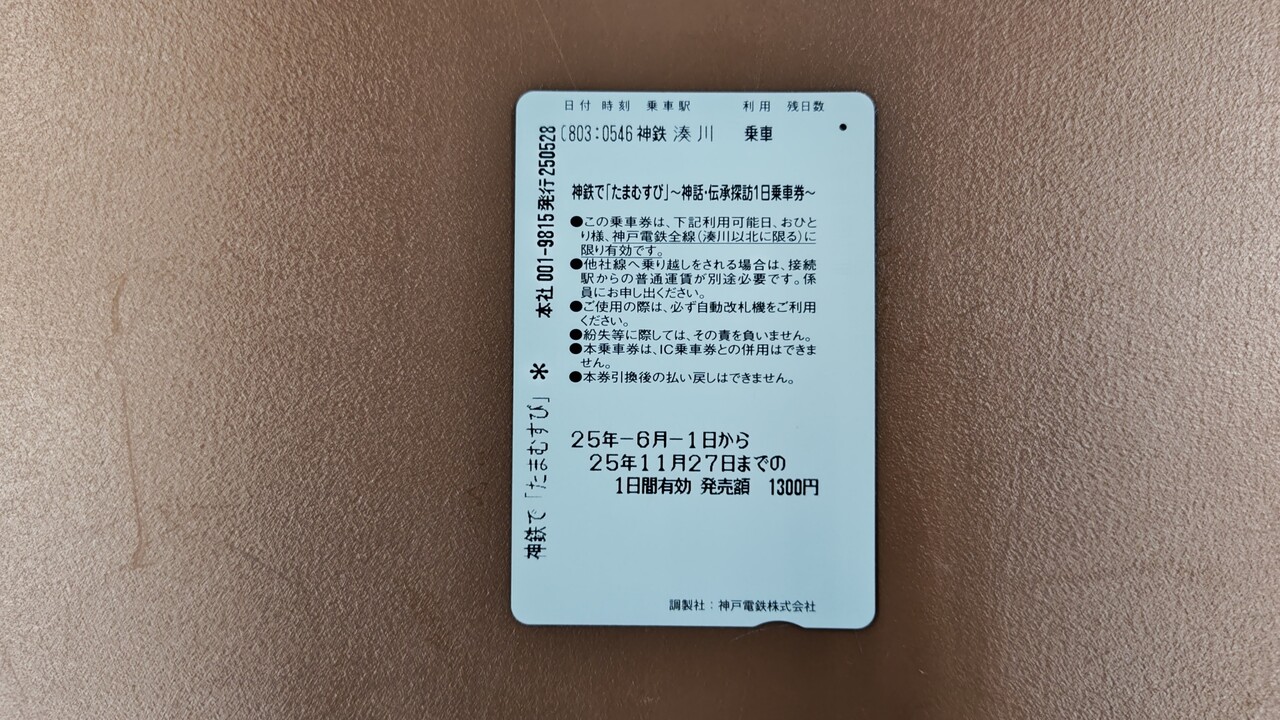 日付 時刻 乗車駅 利用 残日数
0803:0546 神鉄 湊川 乗車
神鉄で「たまむすび」～神話・伝承探訪1日乗車券～
●この乗車券は、下記利用可能日、おひと
り様、神戸電鉄全線(湊川以北に限る)に
限り有効です。
●他社線へ乗り越しをされる場合は、接続
駅からの普通運賃が別途必要です。係
員にお申し出ください。
●ご使用の際は、必ず自動改札機をご利用
ください。
●紛失等に際しては、その責を負いません。
●本乗車券は、IC乗車券との併用はできま
せん。
●本券引換後の払い戻しはできません。
25年-6月-1日から
25年11月27日までの
1日間有効 発売額 1300円
調製社：神戸電鉄株式会社
神鉄で「たまむすび」 * 本社 001-9815発行250528